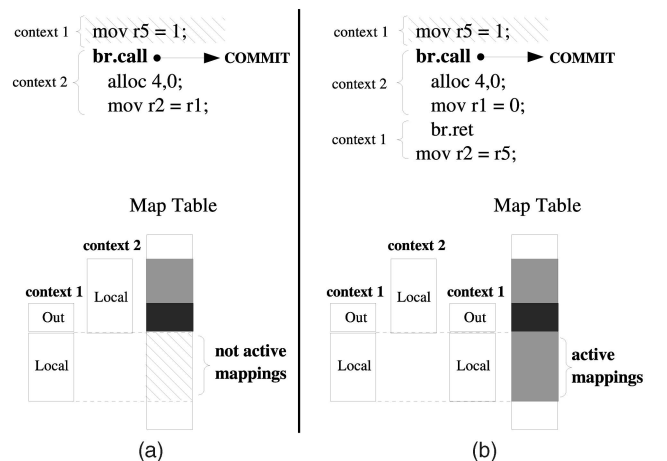 context 1
mov r5 = 1;
br.call
COMMIT
context 2
alloc 4,0;
mov r2 = r1;
Map Table
context 2
context 1
Local
Out
Local
not active
mappings
(a)
context 1
mov r5 = 1;
br.call
COMMIT
context 2
alloc 4,0;
mov r1 = 0;
context 1
br.ret
mov r2 = r5;
Map Table
context 2
context 1
context 1
Local
Out
Out
Local
Local
active
mappings
(b)